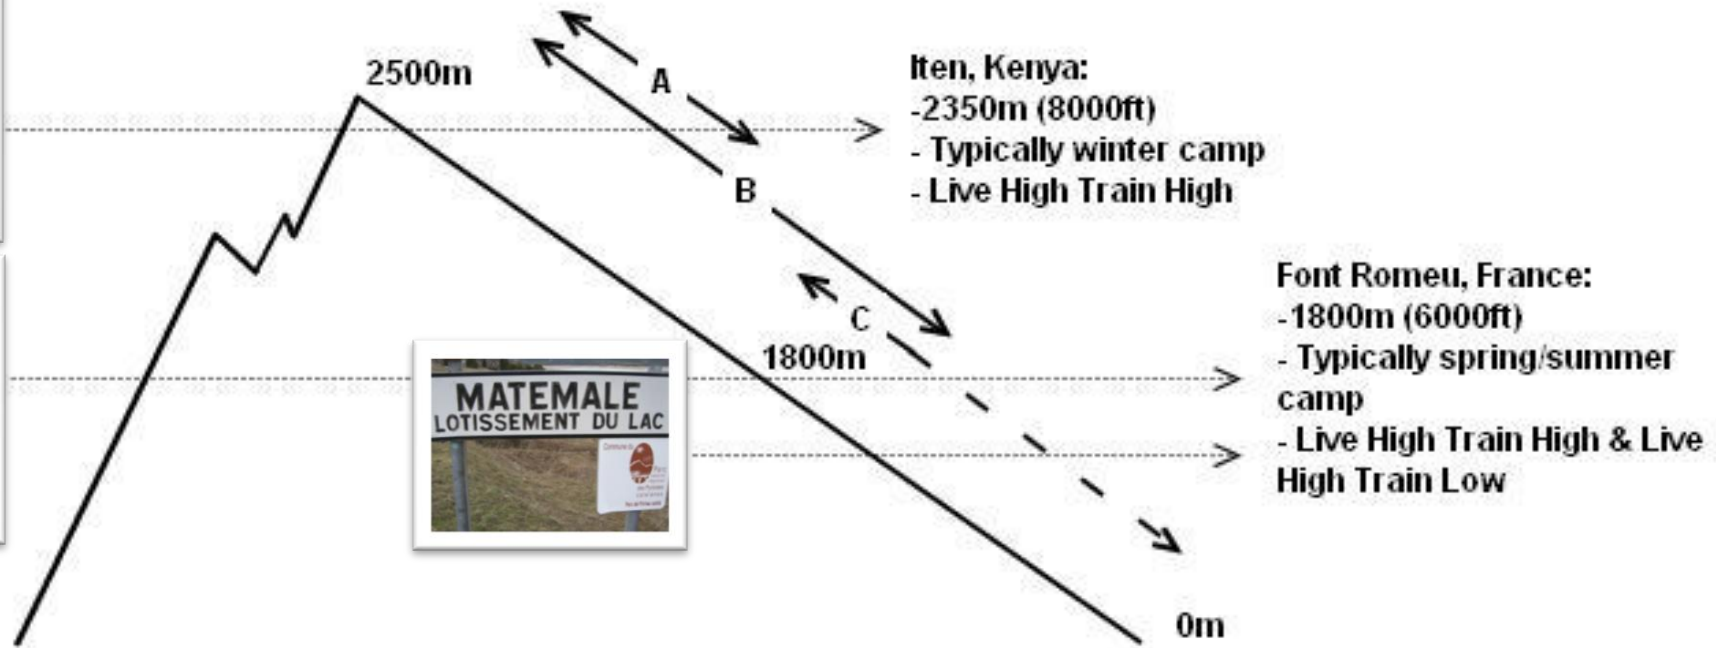 2500m
A
B
C
1800m
0m
Iten, Kenya:
-2350m (8000ft)
- Typically winter camp
- Live High Train High
Font Romeu, France:
-1800m (6000ft)
- Typically spring/summer
camp
- Live High Train High & Live
High Train Low
MATEMALE
LOTISSEMENT DU LAC